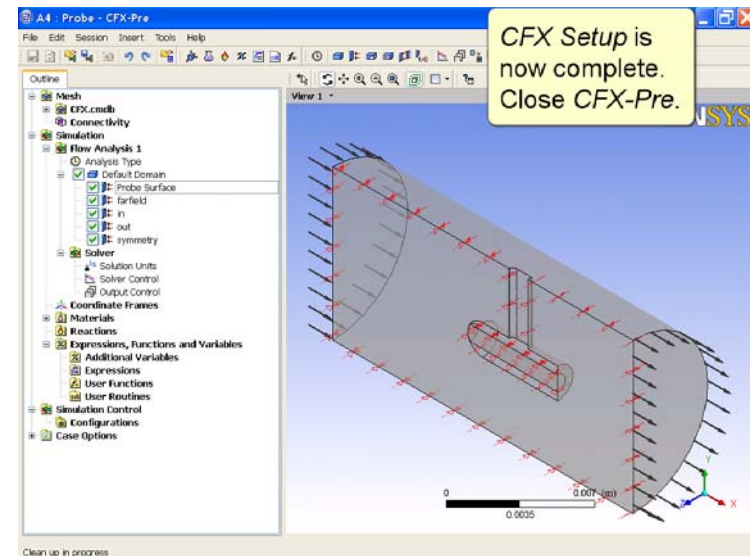 A4 : Probe - CFX-Pre
File Edit Session Insert Tools Help
CFX Setup is
now complete.
Close CFX-Pre.
Outline
View 1
NSYS
Mesh
CFX.cmdb
Connectivity
Simulation
Flow Analysis 1
Analysis Type
Default Domain
Probe Surface
farfield
in
out
symmetry
Solver
Solution Units
Solver Control
Output Control
Coordinate Frames
Materials
Reactions
Expressions, Functions and Variables
Additional Variables
Expressions
User Functions
User Routines
Simulation Control
Configurations
Case Options
0 0.007 (m)
0.0035
Y
Z X
Clean up in progress